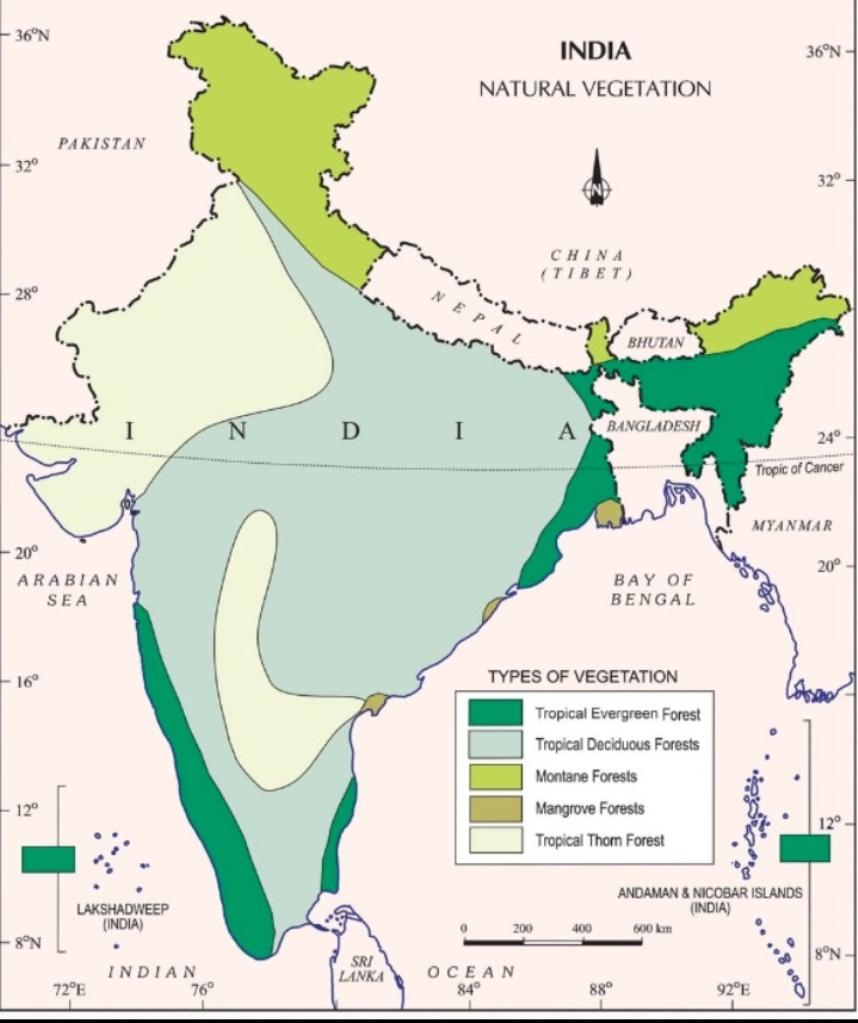 INDIA
NATURAL VEGETATION
36°N
36°N
PAKISTAN
N
32°
32°
CHINA
(TIBET)
28°
28°
NEPAL
BHUTAN
INDIA
BANGLADESH
24°
Tropic of Cancer
MYANMAR
20°
20°
ARABIAN
SEA
BAY OF
BENGAL
16°
TYPES OF VEGETATION
Tropical Evergreen Forest
Tropical Deciduous Forests
Montane Forests
Mangrove Forests
Tropical Thorn Forest
12°
12°
LAKSHADWEEP
(INDIA)
ANDAMAN & NICOBAR ISLANDS
(INDIA)
0 200 400 600 km
8°N
8°N
SRI
LANKA
INDIAN OCEAN
72°E 76° 84° 88° 92°E